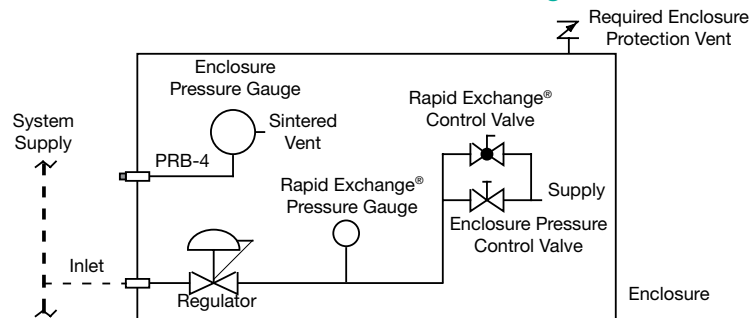 Required Enclosure
Protection Vent
Enclosure
Pressure Gauge
Rapid Exchange®
Control Valve
System
Supply
Sintered
Vent
PRB-4
Rapid Exchange®
Pressure Gauge
Supply
Enclosure Pressure
Control Valve
Inlet
Regulator
Enclosure